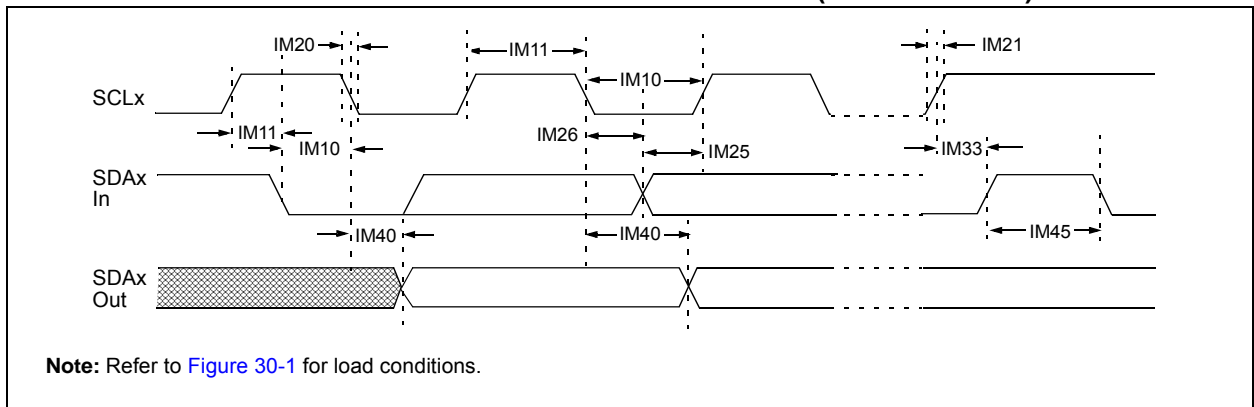 IM20
IM11
IM21
IM10
SCLx
IM11
IM26
IM10
IM25
IM33
SDAx
In
IM40
IM40
IM45
SDAx
Out
Note: Refer to Figure 30-1 for load conditions.